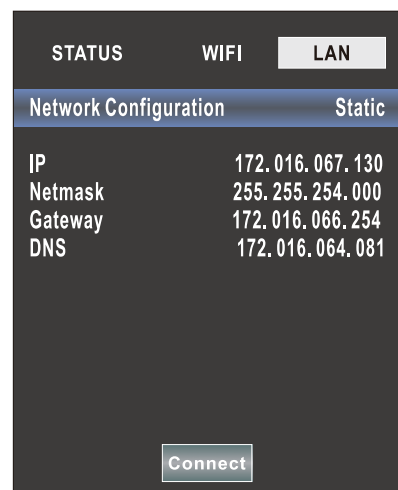 STATUS WIFI LAN
Network Configuration Static
IP 172.016.067.130
Netmask 255.255.254.000
Gateway 172.016.066.254
DNS 172.016.064.081
Connect